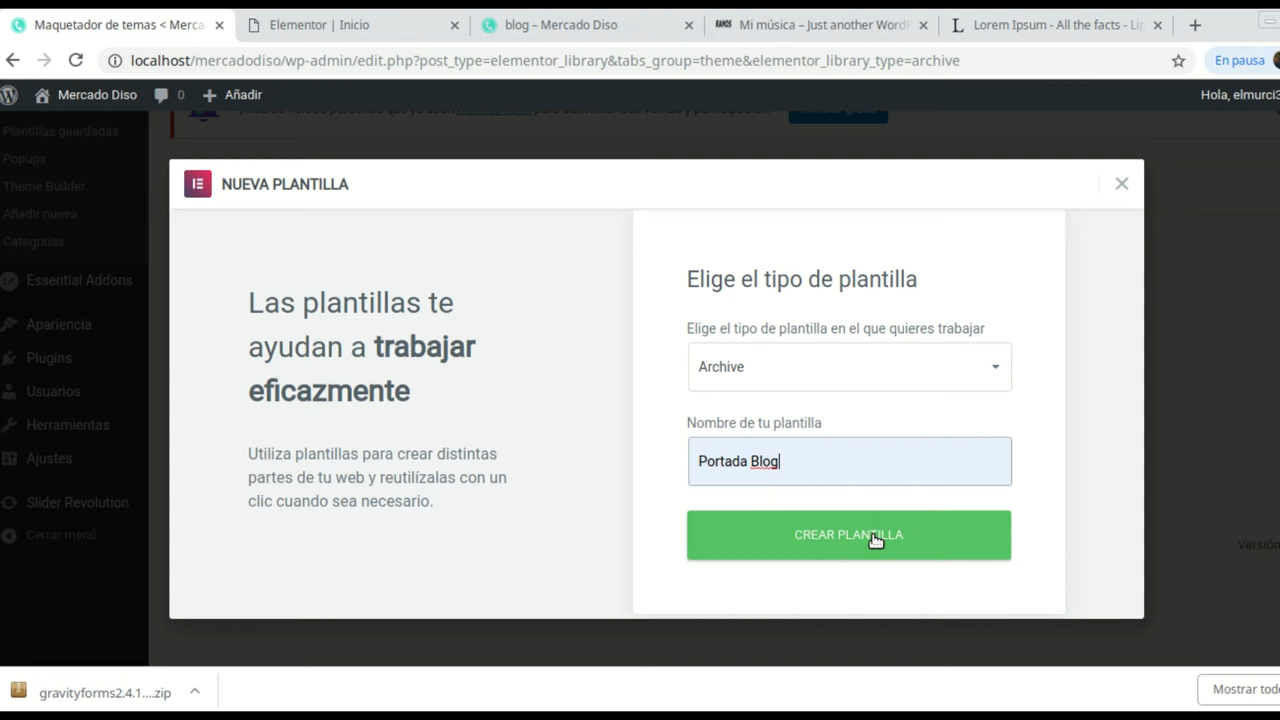 Maquetador de temas < Merca
Elementor | Inicio
blog – Mercado Diso
RAMOS
Mi música – Just another WordP
L
Lorem Ipsum - All the facts - Lip
localhost/mercadodiso/wp-admin/edit.php?post_type=elementor_library&tabs_group=theme&elementor_library_type=archive
En pausa
Mercado Diso
0
Añadir
Hola, elmurci3
Plantillas guardadas
Popups
Theme Builder
Añadir nueva
Categorías
Essential Addons
Apariencia
Plugins
Usuarios
Herramientas
Ajustes
Slider Revolution
Cerrar menú
NUEVA PLANTILLA
Las plantillas te
ayudan a trabajar
eficazmente
Utiliza plantillas para crear distintas
partes de tu web y reutilízalas con un
clic cuando sea necesario.
Elige el tipo de plantilla
Elige el tipo de plantilla en el que quieres trabajar
Archive
Nombre de tu plantilla
Portada Blog
CREAR PLANTILLA
Versión
gravityforms2.4.1....zip
Mostrar todo